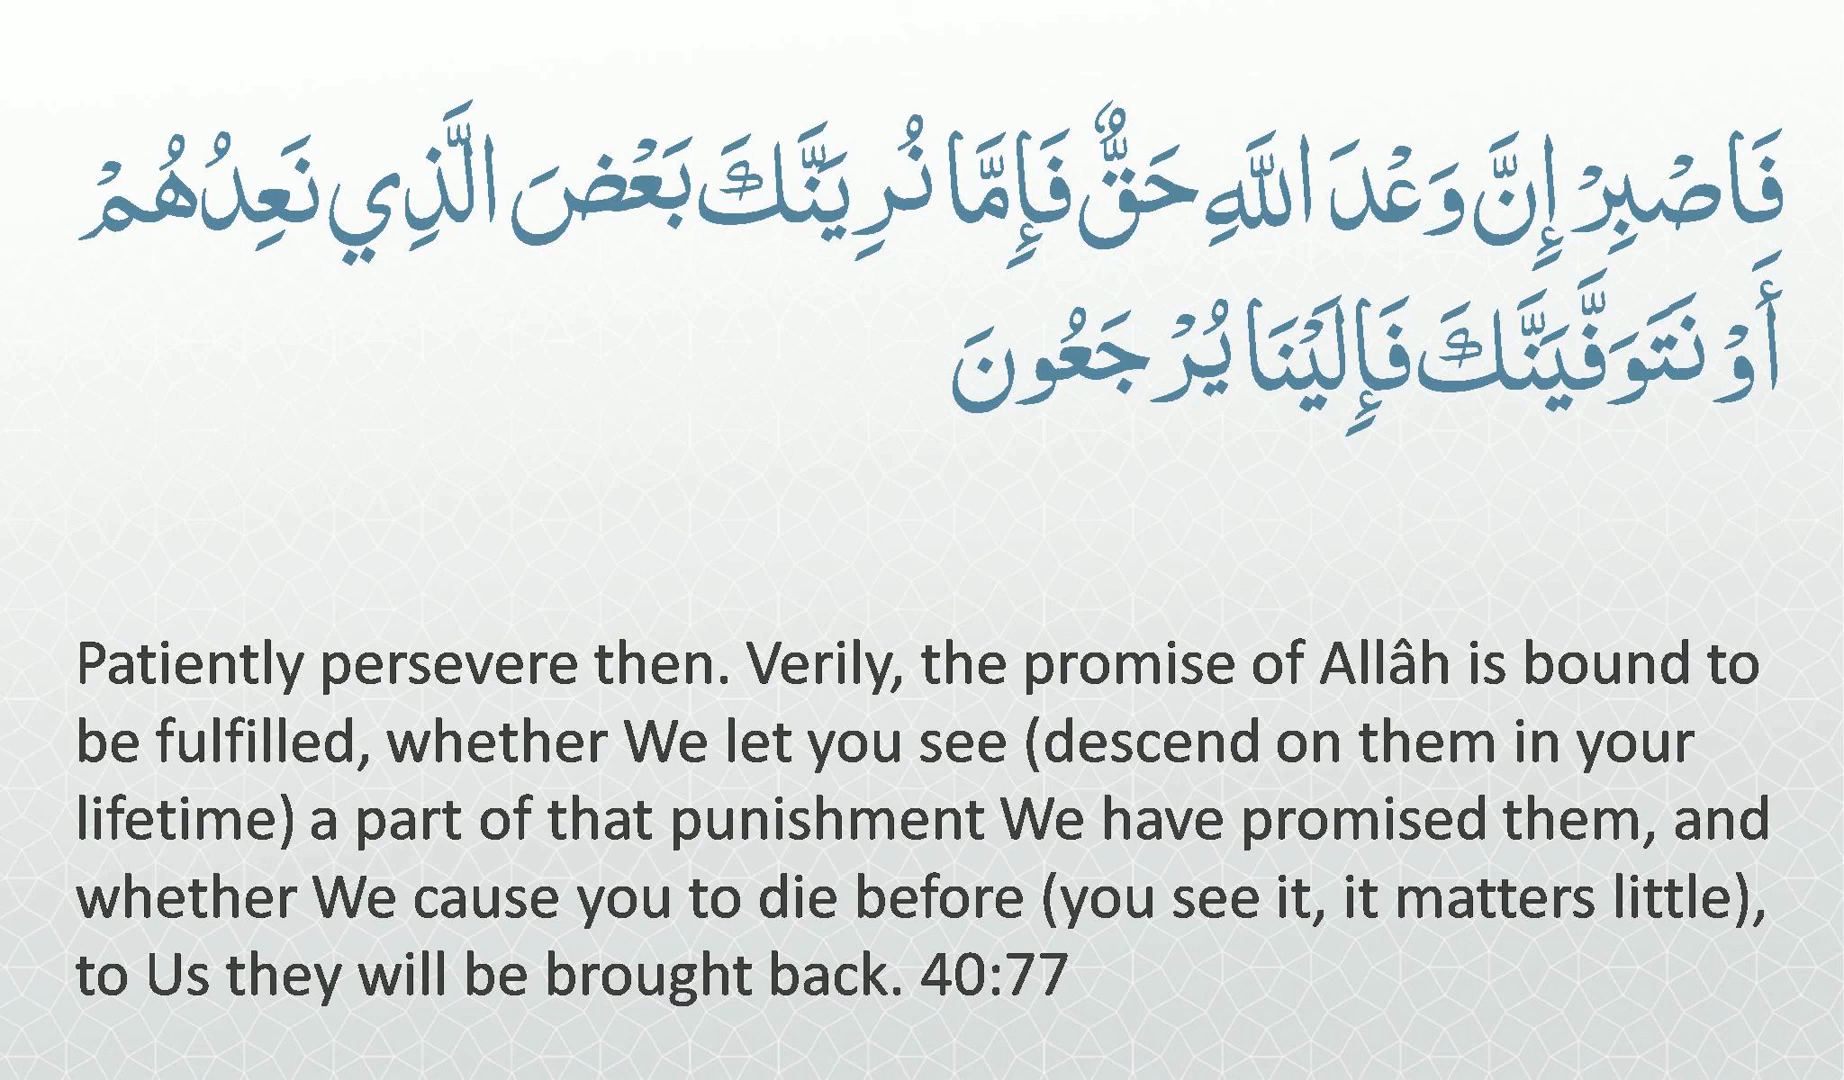 فَاصْبِرْ إِنَّ وَعْدَ اللَّهِ حَقٌّ فَإِمَّا نُرِيَنَّكَ بَعْضَ الَّذِي نَعِدُهُمْ
أَوْ نَتَوَفَّيَنَّكَ فَإِلَيْنَا يُرْجَعُونَ
Patiently persevere then. Verily, the promise of Allâh is bound to
be fulfilled, whether We let you see (descend on them in your
lifetime) a part of that punishment We have promised them, and
whether We cause you to die before (you see it, it matters little),
to Us they will be brought back. 40:77